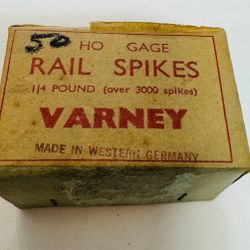 50
HO GAGE
RAIL SPIKES
1/4 POUND (over 3000 spikes)
VARNEY
MADE IN WESTERN GERMANY